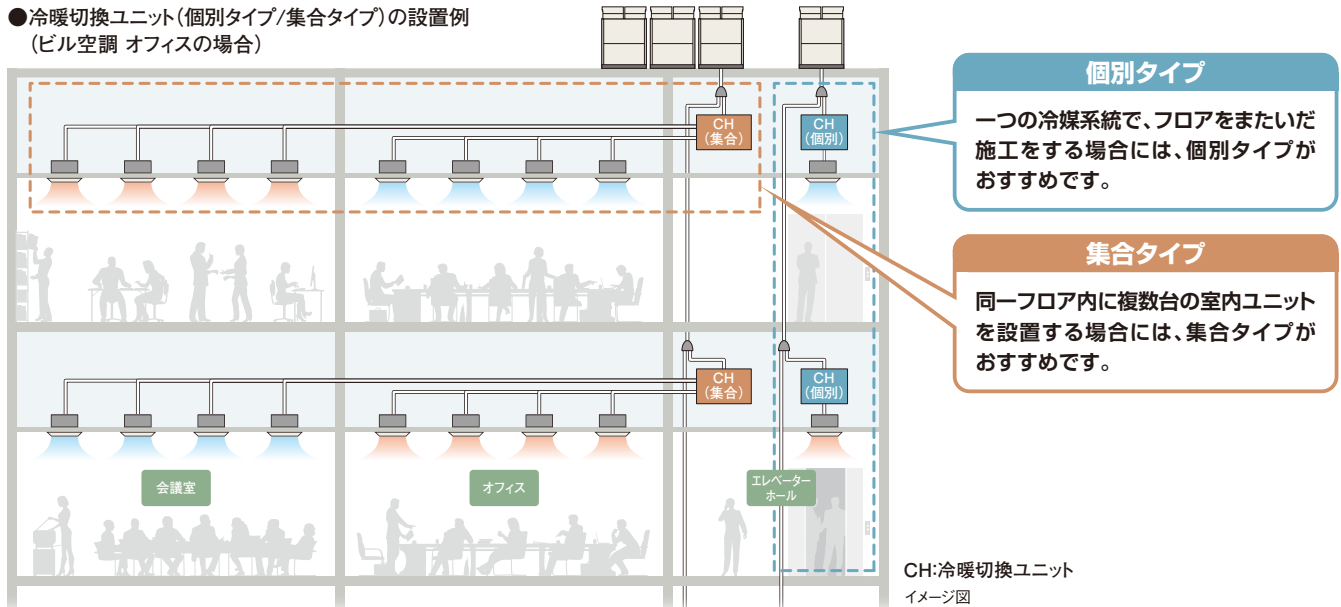 ●冷暖切換ユニット(個別タイプ/集合タイプ)の設置例
(ビル空調 オフィスの場合)
個別タイプ
一つの冷媒系統で、フロアをまたいだ
施工をする場合には、個別タイプが
おすすめです。
CH
(集合)
CH
(個別)
集合タイプ
同一フロア内に複数台の室内ユニット
を設置する場合には、集合タイプが
おすすめです。
CH
(集合)
CH
(個別)
会議室
オフィス
エレベーター
ホール
CH:冷暖切換ユニット
イメージ図